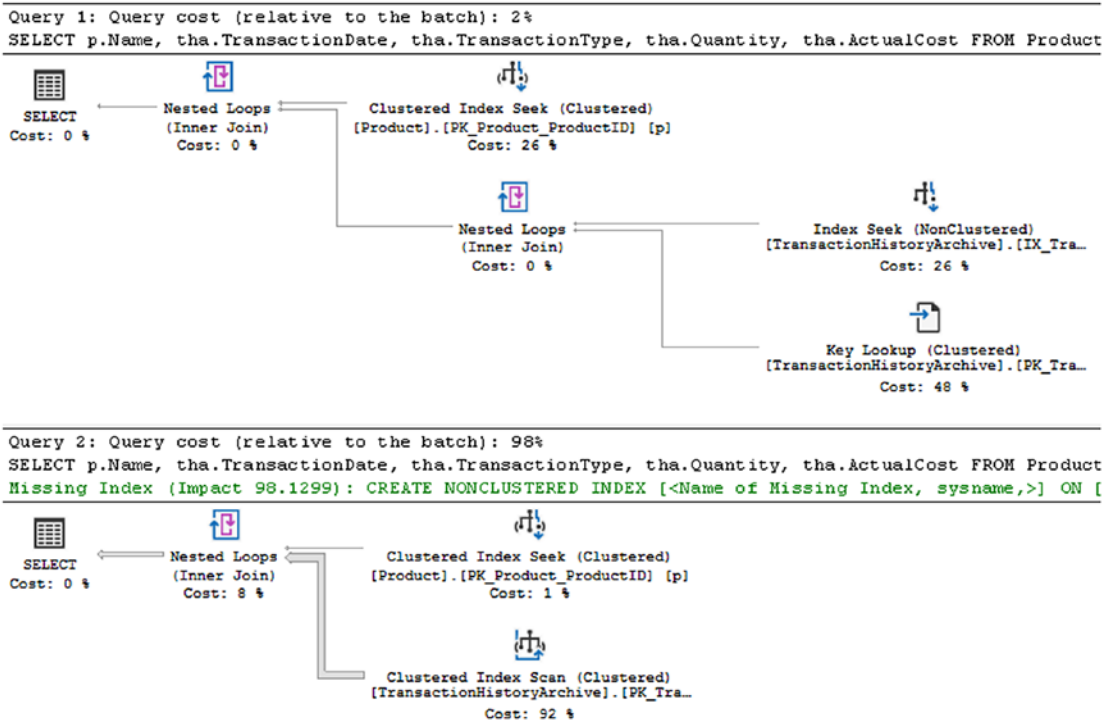 Query 1: Query cost (relative to the batch): 2%
SELECT p.Name, tha.TransactionDate, tha.TransactionType, tha.Quantity, tha.ActualCost FROM Product
SELECT
Cost: 0 %
Nested Loops
(Inner Join)
Cost: 0 %
Clustered Index Seek (Clustered)
[Product].[PK_Product_ProductID] [p]
Cost: 26 %
Nested Loops
(Inner Join)
Cost: 0 %
Index Seek (NonClustered)
[TransactionHistoryArchive].[IX_Tra…
Cost: 26 %
Key Lookup (Clustered)
[TransactionHistoryArchive].[PK_Tra…
Cost: 48 %
Query 2: Query cost (relative to the batch): 98%
SELECT p.Name, tha.TransactionDate, tha.TransactionType, tha.Quantity, tha.ActualCost FROM Product
Missing Index (Impact 98.1299): CREATE NONCLUSTERED INDEX [<Name of Missing Index, sysname,>] ON [
SELECT
Cost: 0 %
Nested Loops
(Inner Join)
Cost: 8 %
Clustered Index Seek (Clustered)
[Product].[PK_Product_ProductID] [p]
Cost: 1 %
Clustered Index Scan (Clustered)
[TransactionHistoryArchive].[PK_Tra…
Cost: 92 %